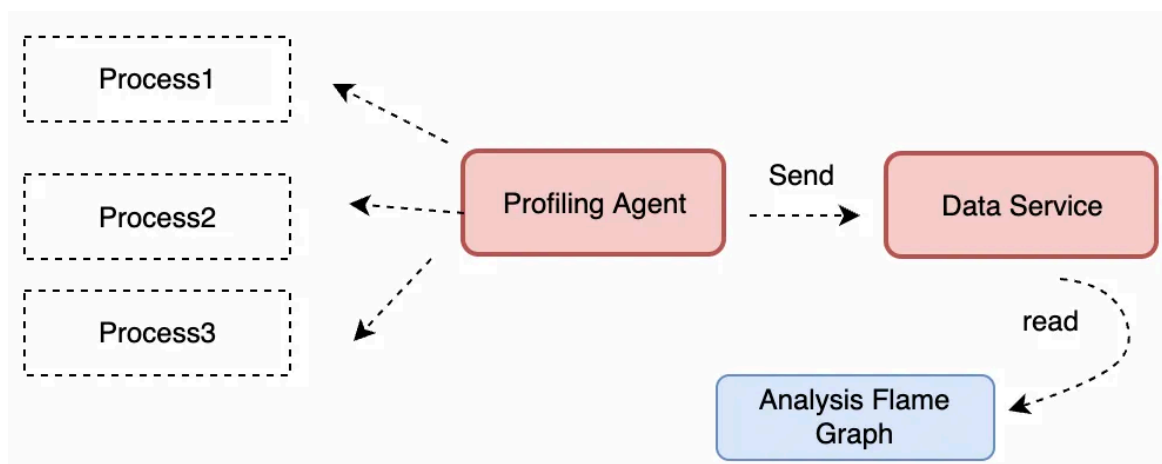 Process1
Process2
Process3
Profiling Agent
Send
Data Service
read
Analysis Flame
Graph